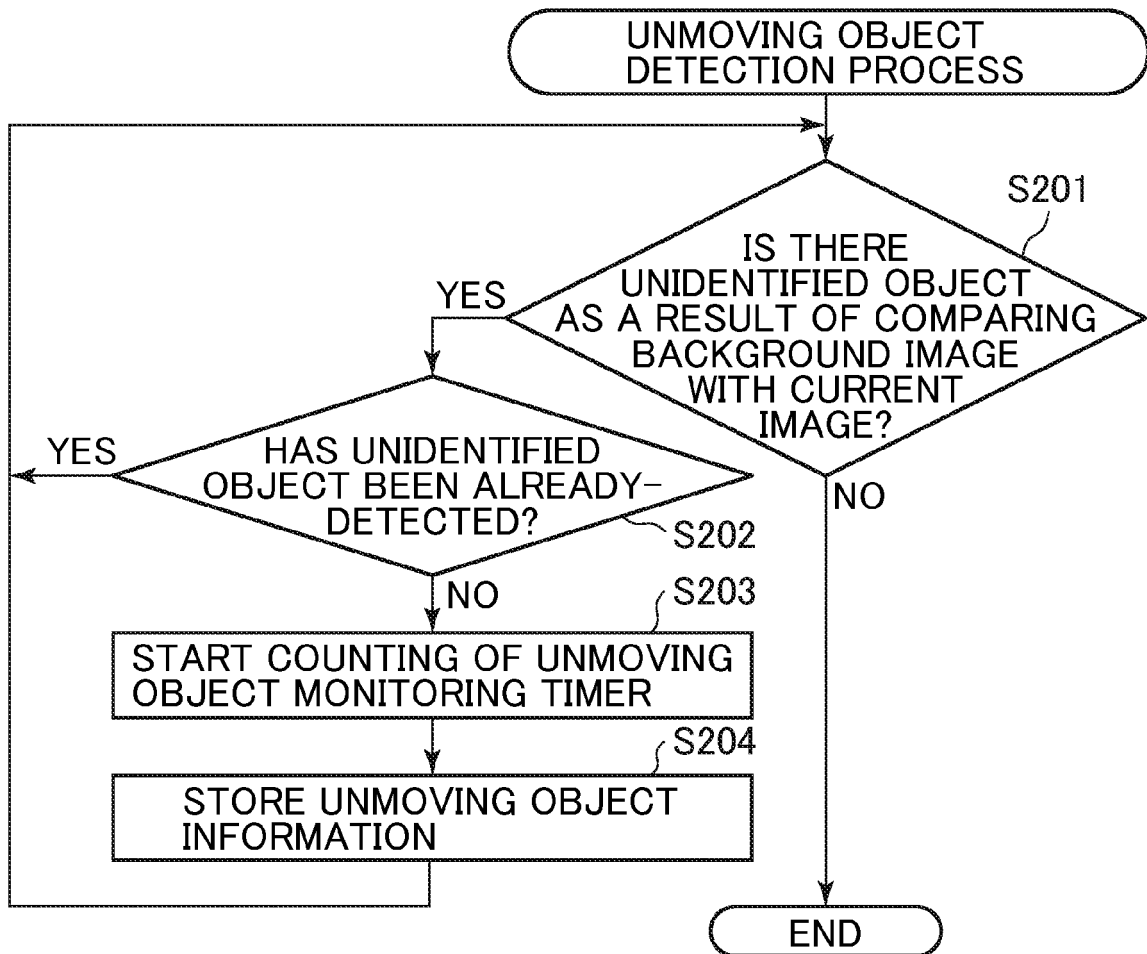 UNMOVING OBJECT
DETECTION PROCESS
S201
IS THERE
UNIDENTIFIED OBJECT
AS A RESULT OF COMPARING
BACKGROUND IMAGE
WITH CURRENT
IMAGE?
YES
NO
YES
HAS UNIDENTIFIED
OBJECT BEEN ALREADY-
DETECTED?
S202
NO
S203
START COUNTING OF UNMOVING
OBJECT MONITORING TIMER
S204
STORE UNMOVING OBJECT
INFORMATION
END